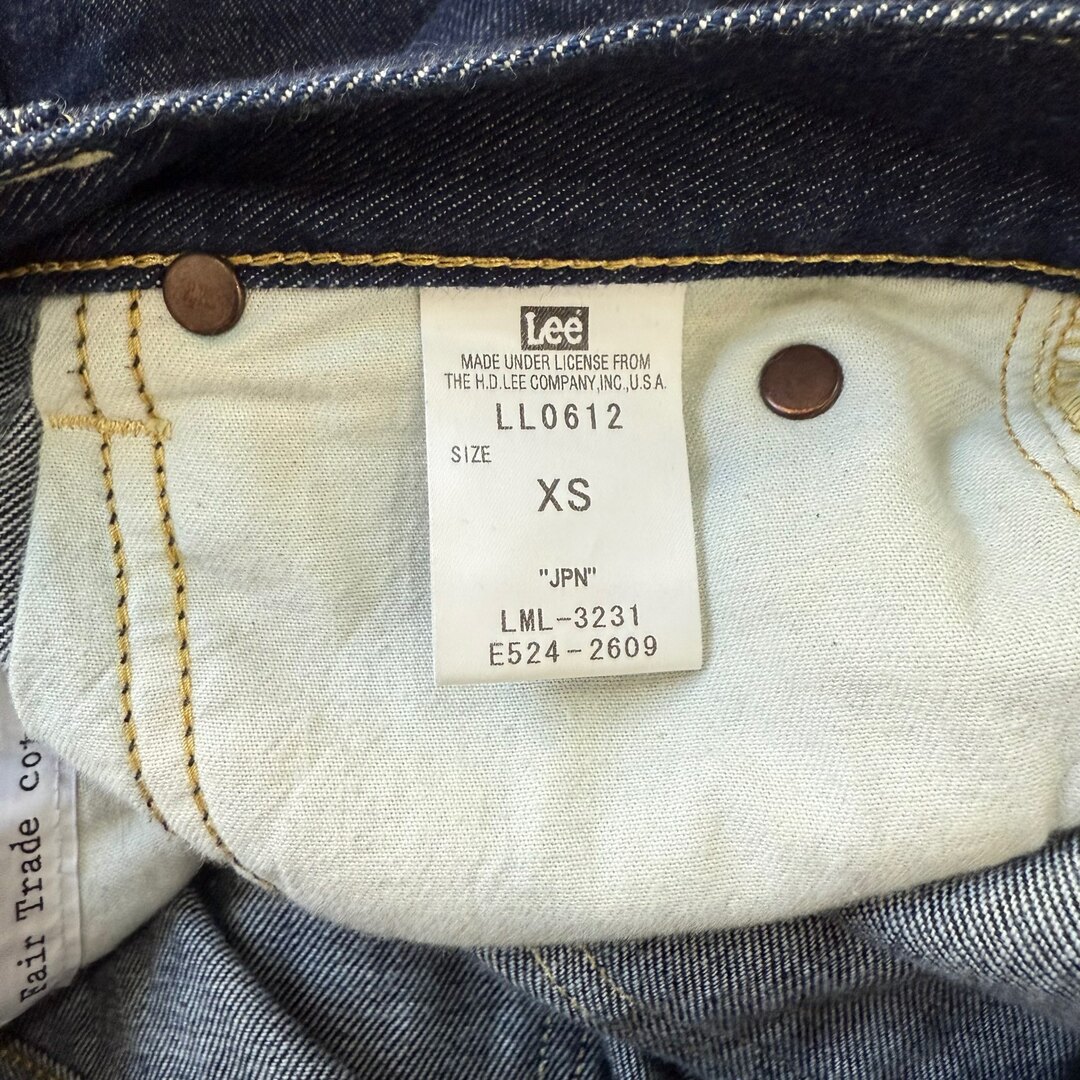 Lee
MADE UNDER LICENSE FROM
THE H.D.LEE COMPANY,INC.,U.S.A.
LL0612
SIZE
XS
"JPN"
LML-3231
E524-2609
Fair Trade